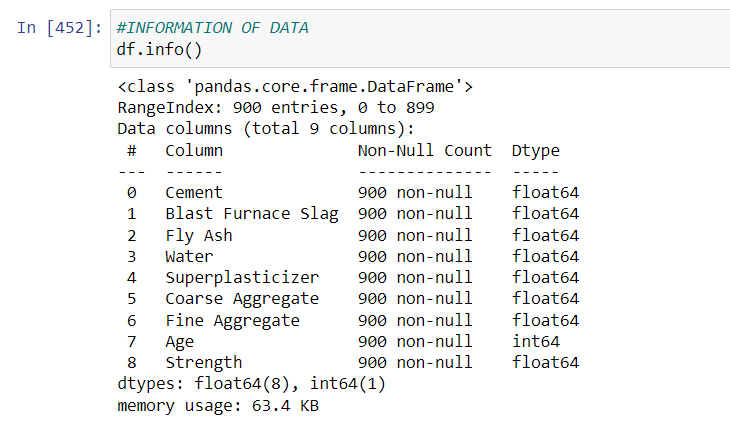 In [452]: #INFORMATION OF DATA
df.info()
<class 'pandas.core.frame.DataFrame'>
RangeIndex: 900 entries, 0 to 899
Data columns (total 9 columns):
 #   Column              Non-Null Count  Dtype
---  ------              --------------  -----
 0   Cement              900 non-null    float64
 1   Blast Furnace Slag  900 non-null    float64
 2   Fly Ash             900 non-null    float64
 3   Water               900 non-null    float64
 4   Superplasticizer    900 non-null    float64
 5   Coarse Aggregate    900 non-null    float64
 6   Fine Aggregate      900 non-null    float64
 7   Age                 900 non-null    int64
 8   Strength            900 non-null    float64
dtypes: float64(8), int64(1)
memory usage: 63.4 KB